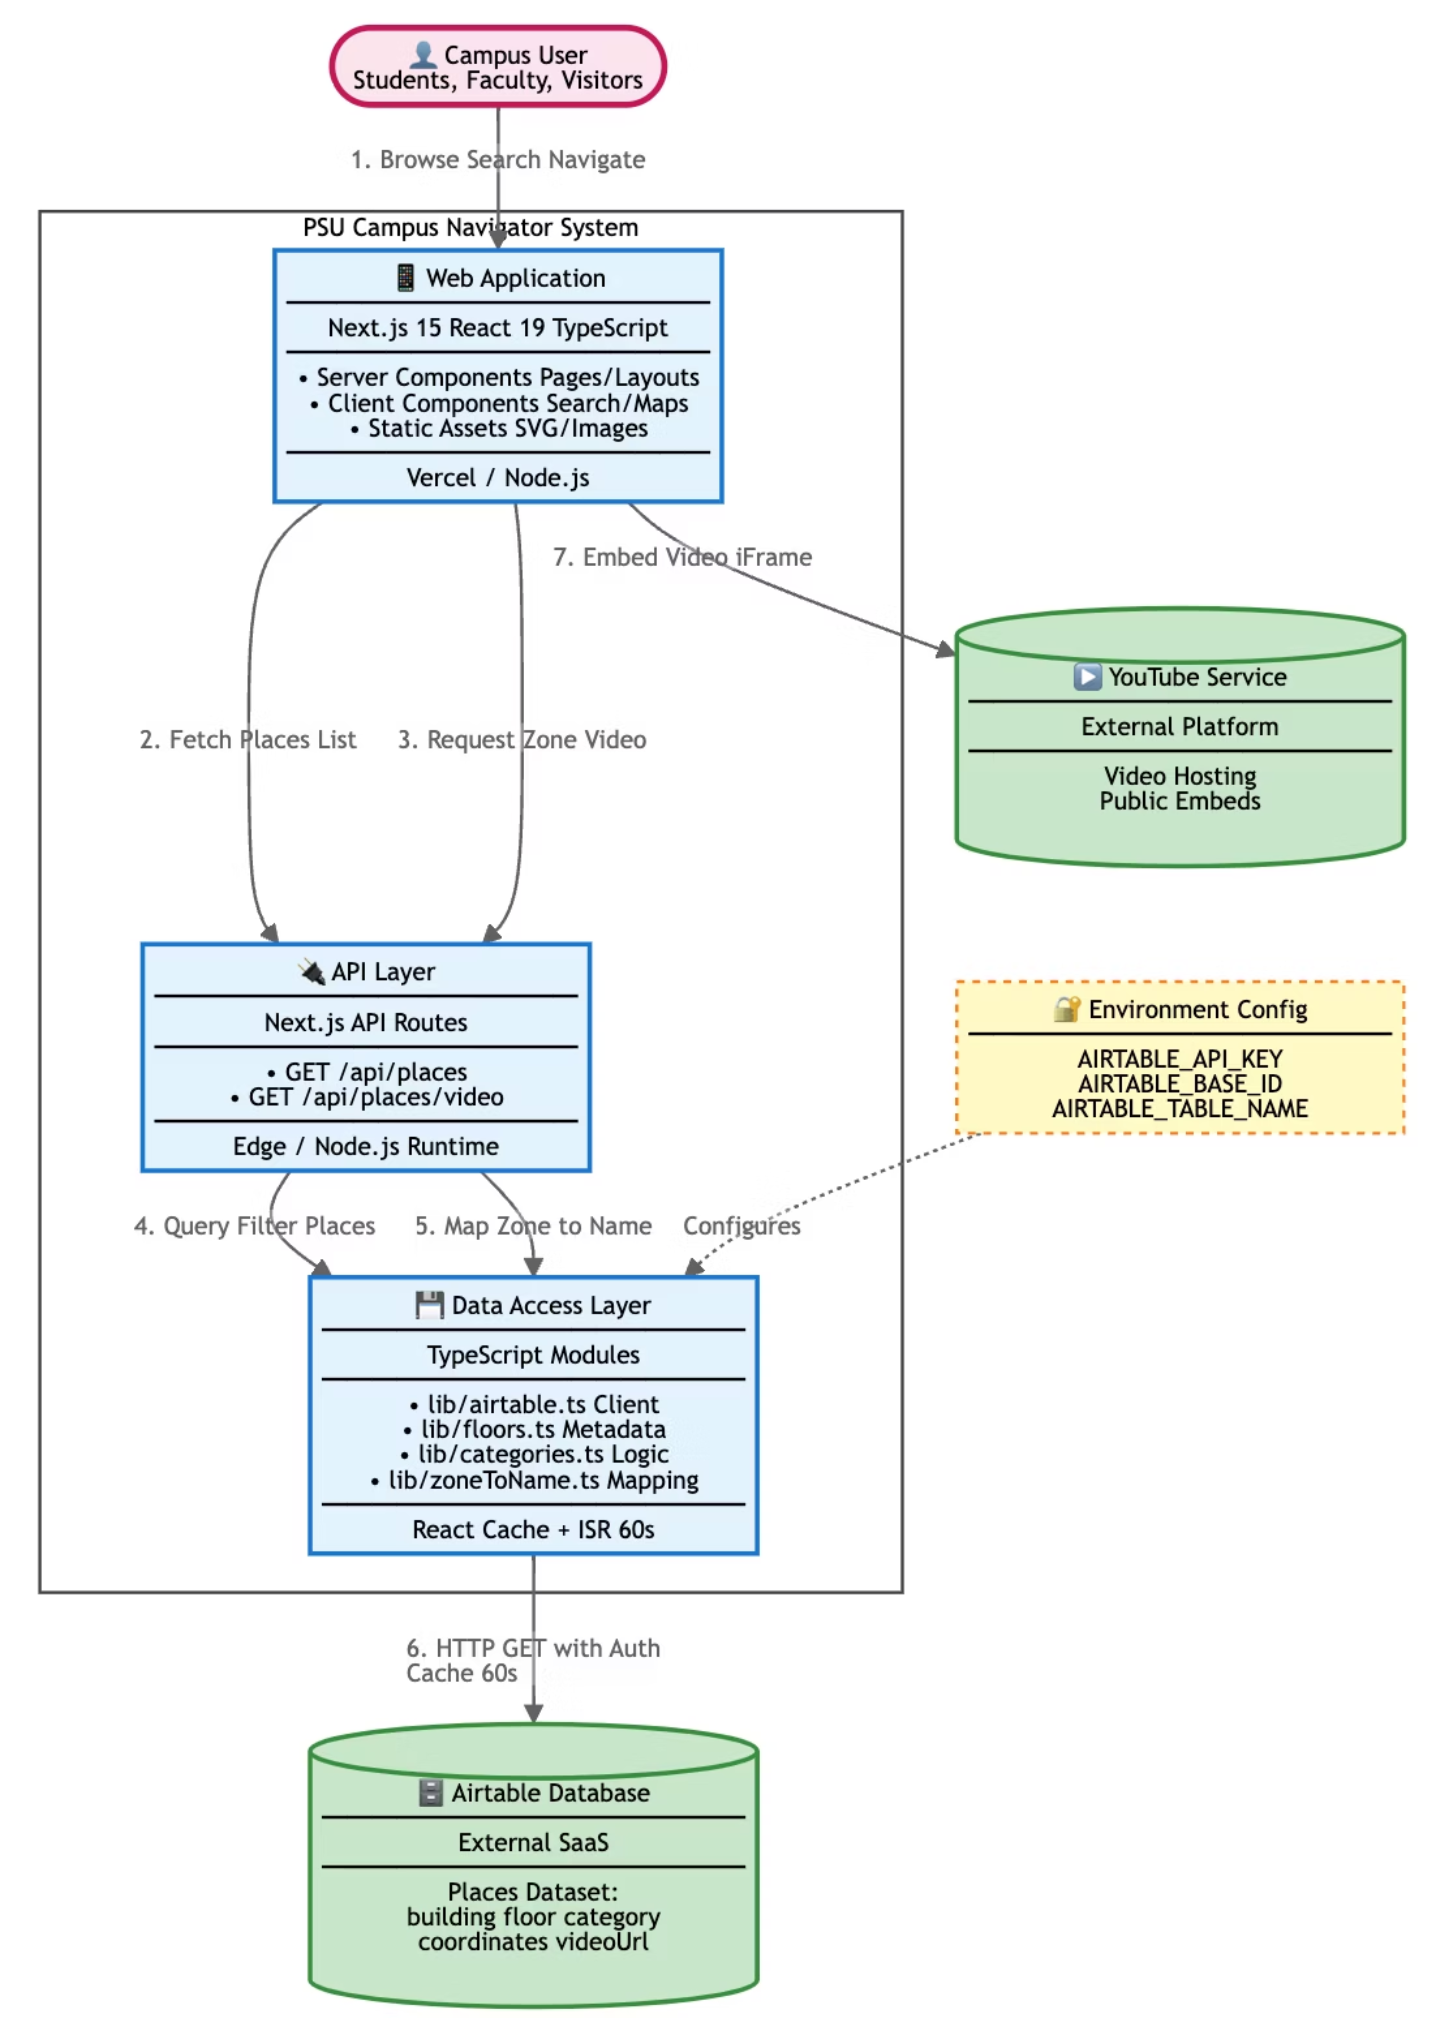 Campus User
Students, Faculty, Visitors
1. Browse Search Navigate
PSU Campus Navigator System
Web Application
Next.js 15 React 19 TypeScript
• Server Components Pages/Layouts
• Client Components Search/Maps
• Static Assets SVG/Images
Vercel / Node.js
7. Embed Video iFrame
YouTube Service
External Platform
Video Hosting
Public Embeds
2. Fetch Places List
3. Request Zone Video
API Layer
Next.js API Routes
• GET /api/places
• GET /api/places/video
Edge / Node.js Runtime
Environment Config
AIRTABLE_API_KEY
AIRTABLE_BASE_ID
AIRTABLE_TABLE_NAME
4. Query Filter Places
5. Map Zone to Name
Configures
Data Access Layer
TypeScript Modules
• lib/airtable.ts Client
• lib/floors.ts Metadata
• lib/categories.ts Logic
• lib/zoneToName.ts Mapping
React Cache + ISR 60s
6. HTTP GET with Auth
Cache 60s
Airtable Database
External SaaS
Places Dataset:
building floor category
coordinates videoUrl